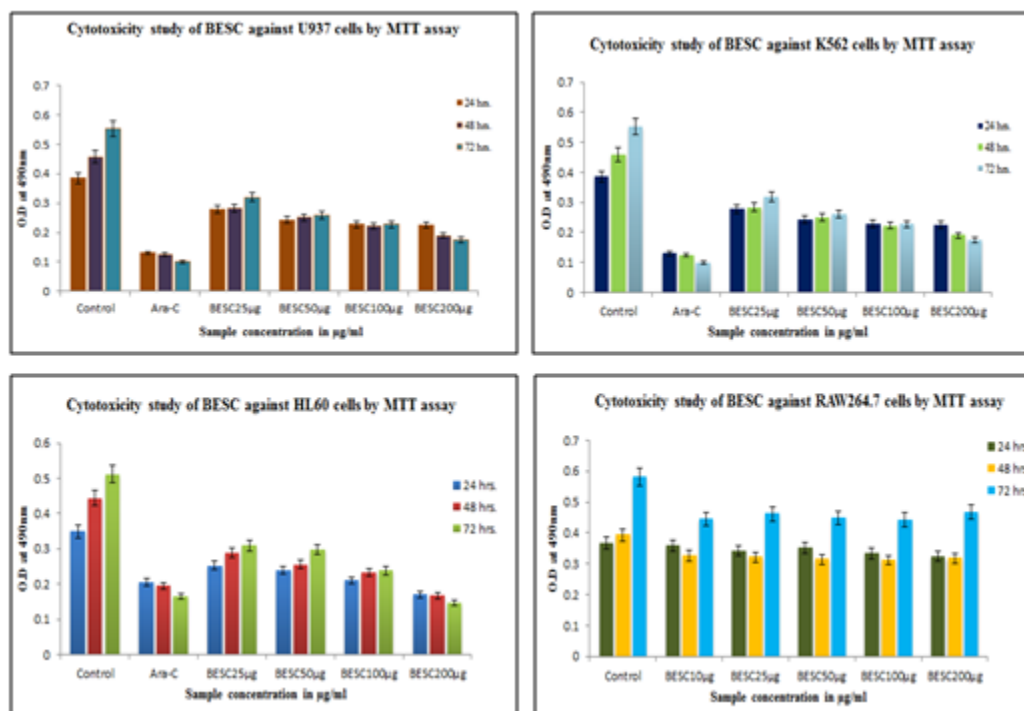 Cytotoxicity study of BESC against U937 cells by MTT assay
0.7
0.6
0.5
0.4
0.3
0.2
0.1
0
O.D at 490nm
24 hrs.
48 hrs.
72 hrs.
Control Ara-C BESC25µg BESC50µg BESC100µg BESC200µg
Sample concentration in µg/ml
Cytotoxicity study of BESC against K562 cells by MTT assay
0.7
0.6
0.5
0.4
0.3
0.2
0.1
0
O.D at 490nm
24 hrs.
48 hrs.
72 hrs.
Control Ara-C BESC25µg BESC50µg BESC100µg BESC200µg
Sample concentration in µg/ml
Cytotoxicity study of BESC against HL60 cells by MTT assay
0.6
0.5
0.4
0.3
0.2
0.1
0
O.D at 490nm
24 hrs.
48 hrs.
72 hrs.
Control Ara-C BESC25µg BESC50µg BESC100µg BESC200µg
Sample concentration in µg/ml
Cytotoxicity study of BESC against RAW264.7 cells by MTT assay
0.7
0.6
0.5
0.4
0.3
0.2
0.1
0
O.D at 490nm
24 hrs.
48 hrs.
72 hrs.
Control BESC10µg BESC25µg BESC50µg BESC100µg BESC200µg
Sample concentration in µg/ml